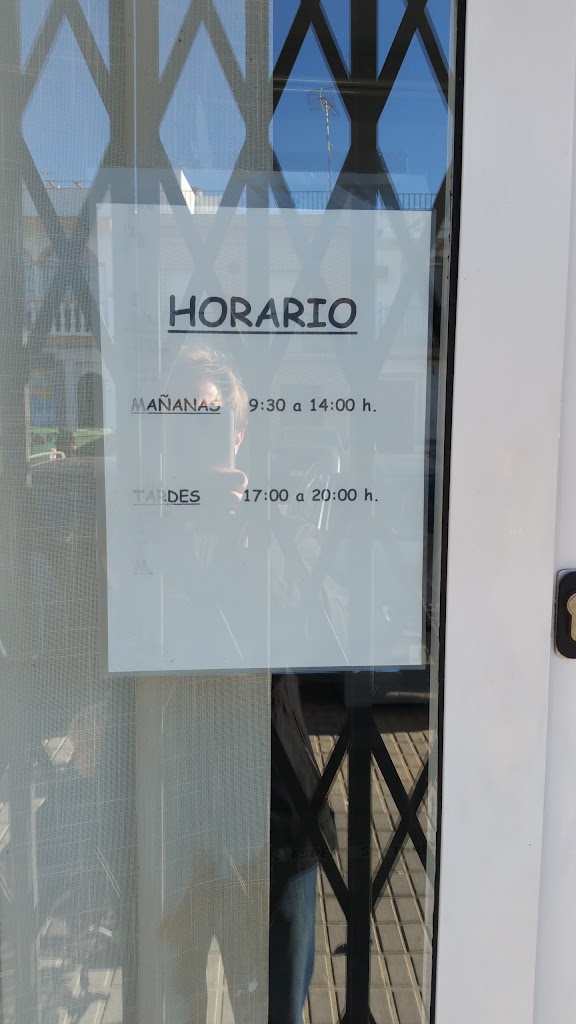 HORARIO
MAÑANAS 9:30 a 14:00 h.
TARDES 17:00 a 20:00 h.